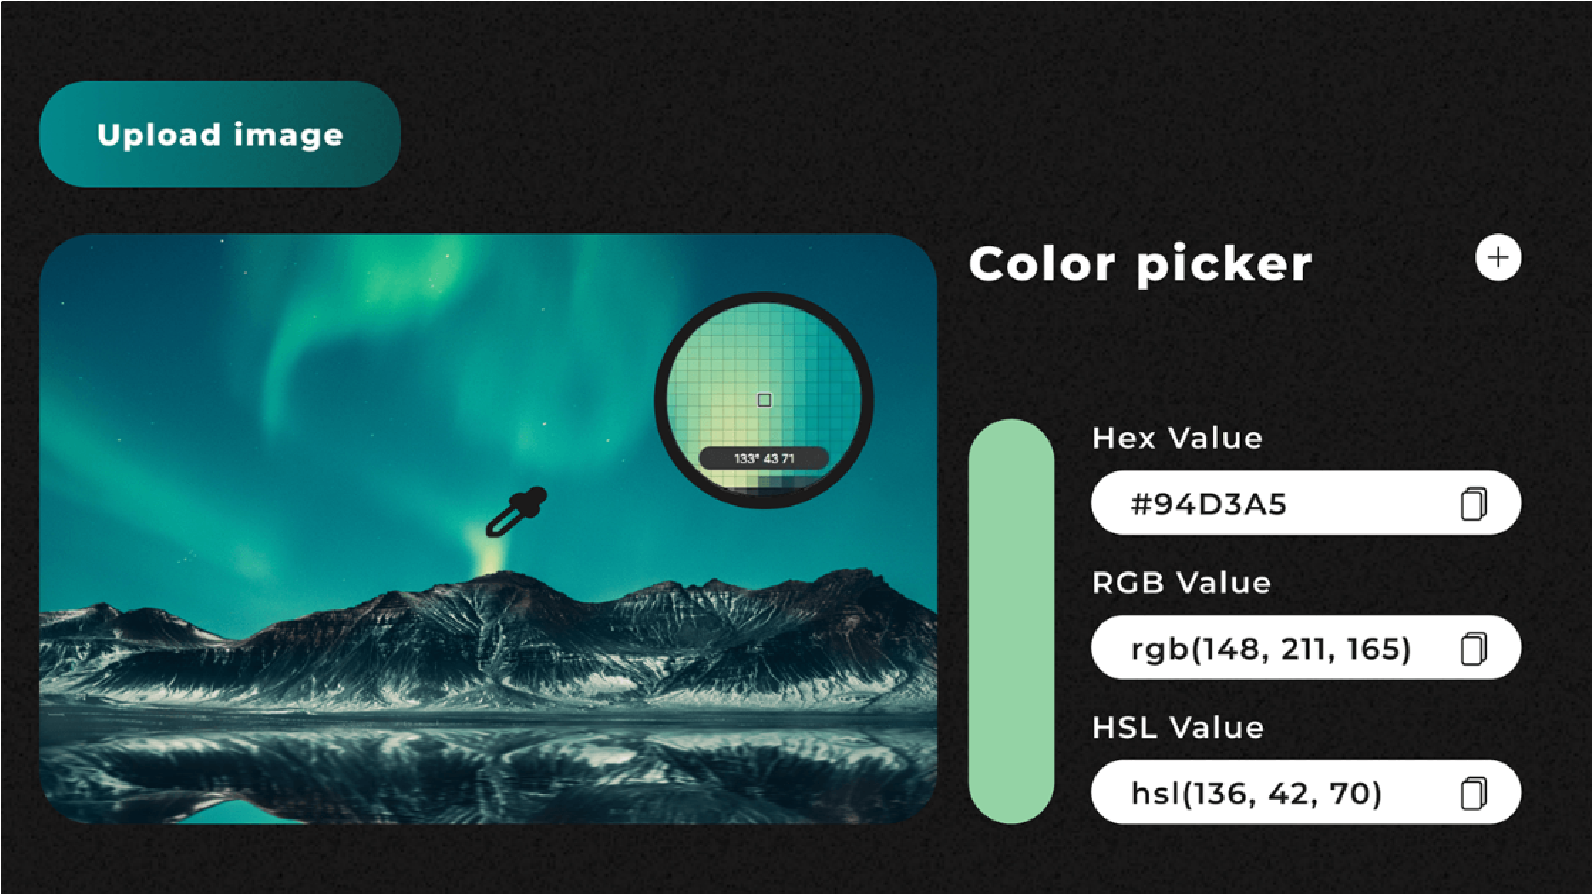 Upload image
Color picker
133° 43 71
Hex Value
#94D3A5
RGB Value
rgb(148, 211, 165)
HSL Value
hsl(136, 42, 70)